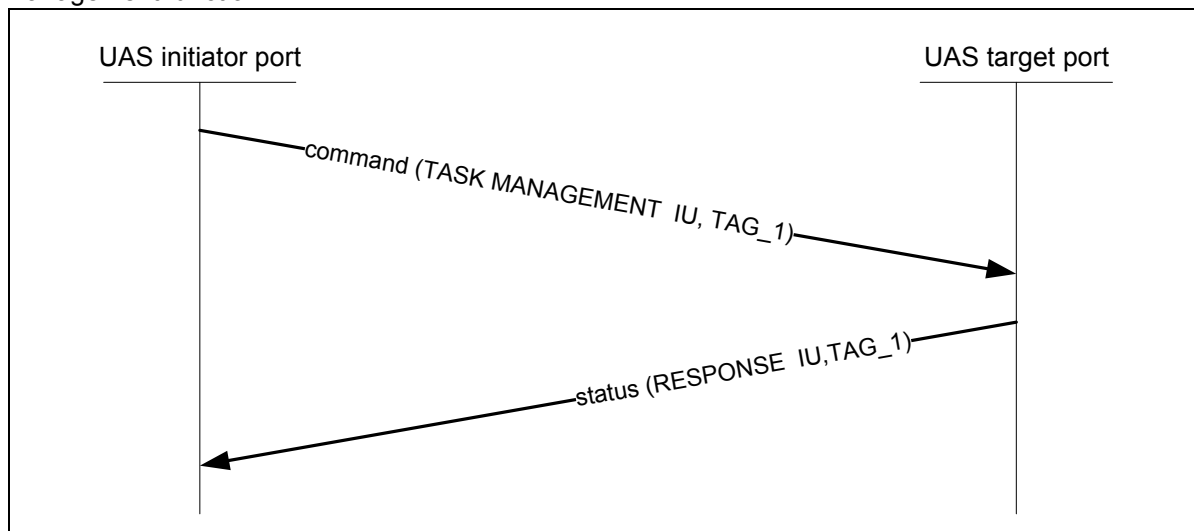 UAS initiator port
UAS target port
command (TASK MANAGEMENT IU, TAG_1)
status (RESPONSE IU,TAG_1)